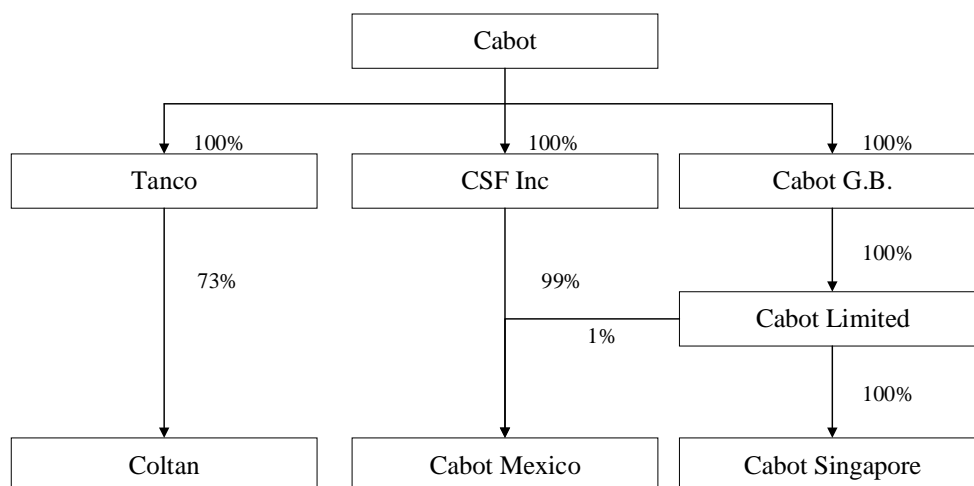 Cabot
100%
100%
100%
Tanco
CSF Inc
Cabot G.B.
73%
99%
100%
Cabot Limited
1%
100%
Coltan
Cabot Mexico
Cabot Singapore